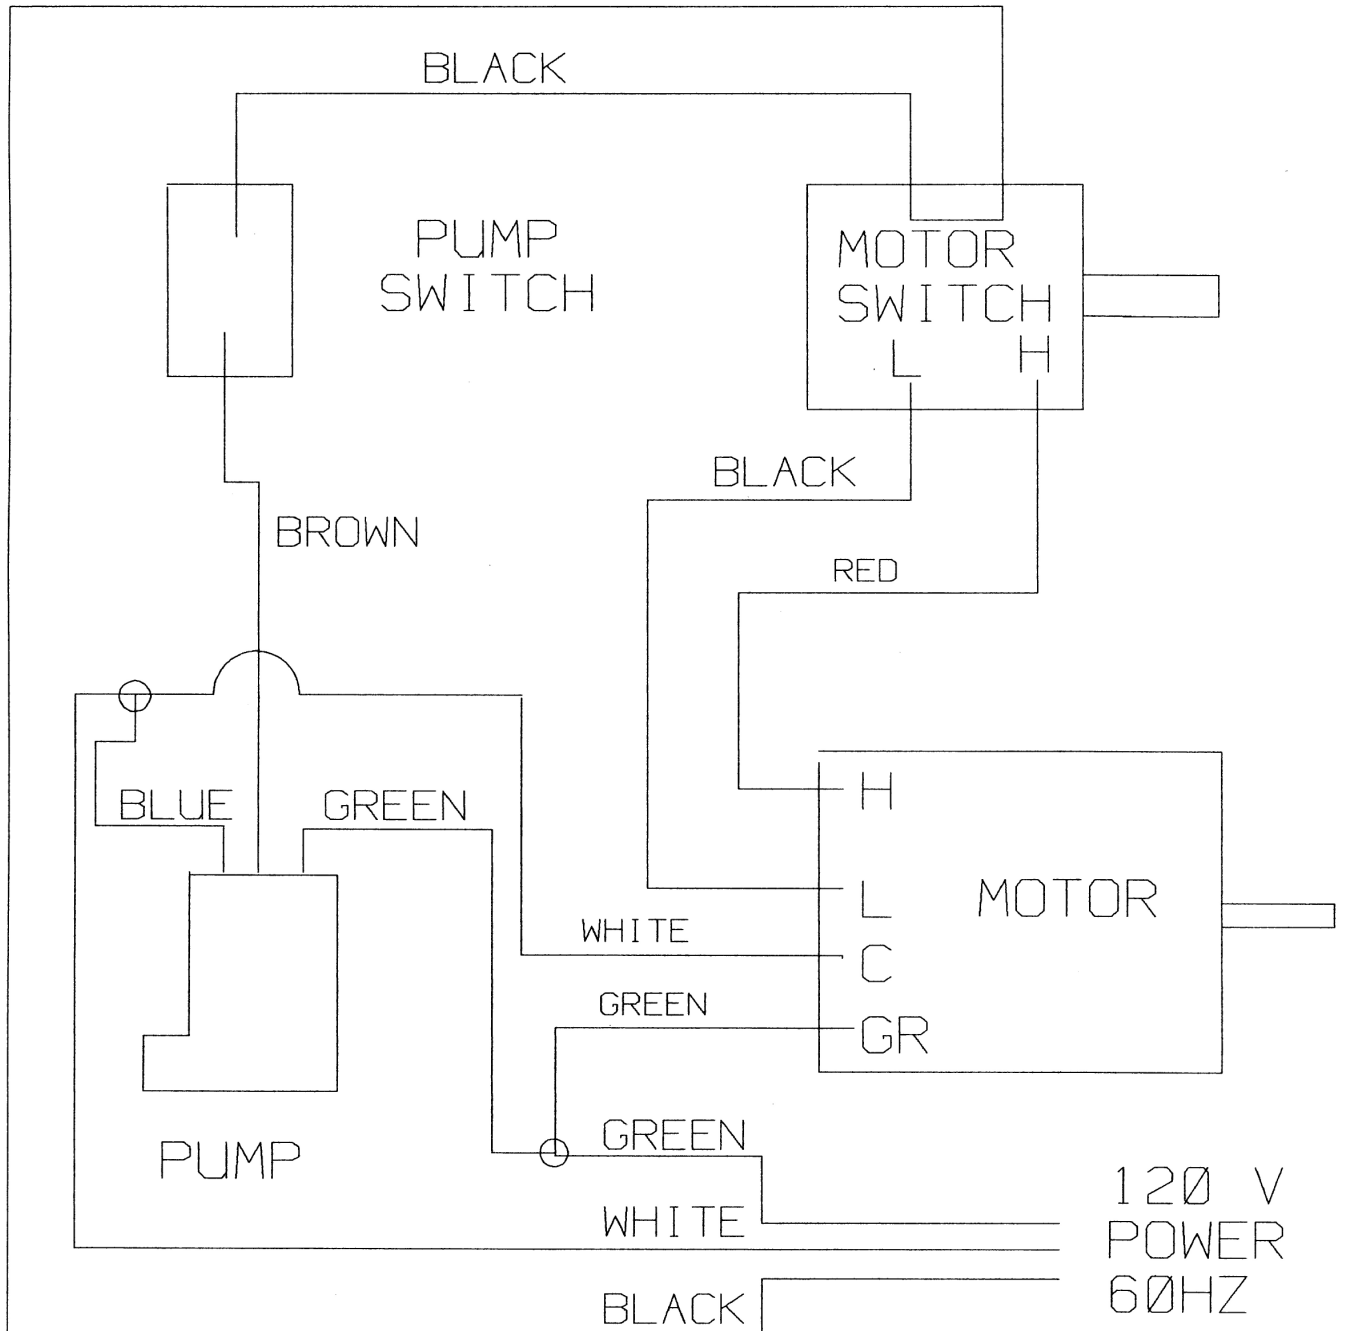 BLACK
PUMP
SWITCH
MOTOR
SWITCH
L H
BLACK
BROWN
RED
BLUE GREEN
H
L
MOTOR
WHITE
C
GREEN
GR
PUMP
GREEN
WHITE
BLACK
120 V
POWER
60HZ